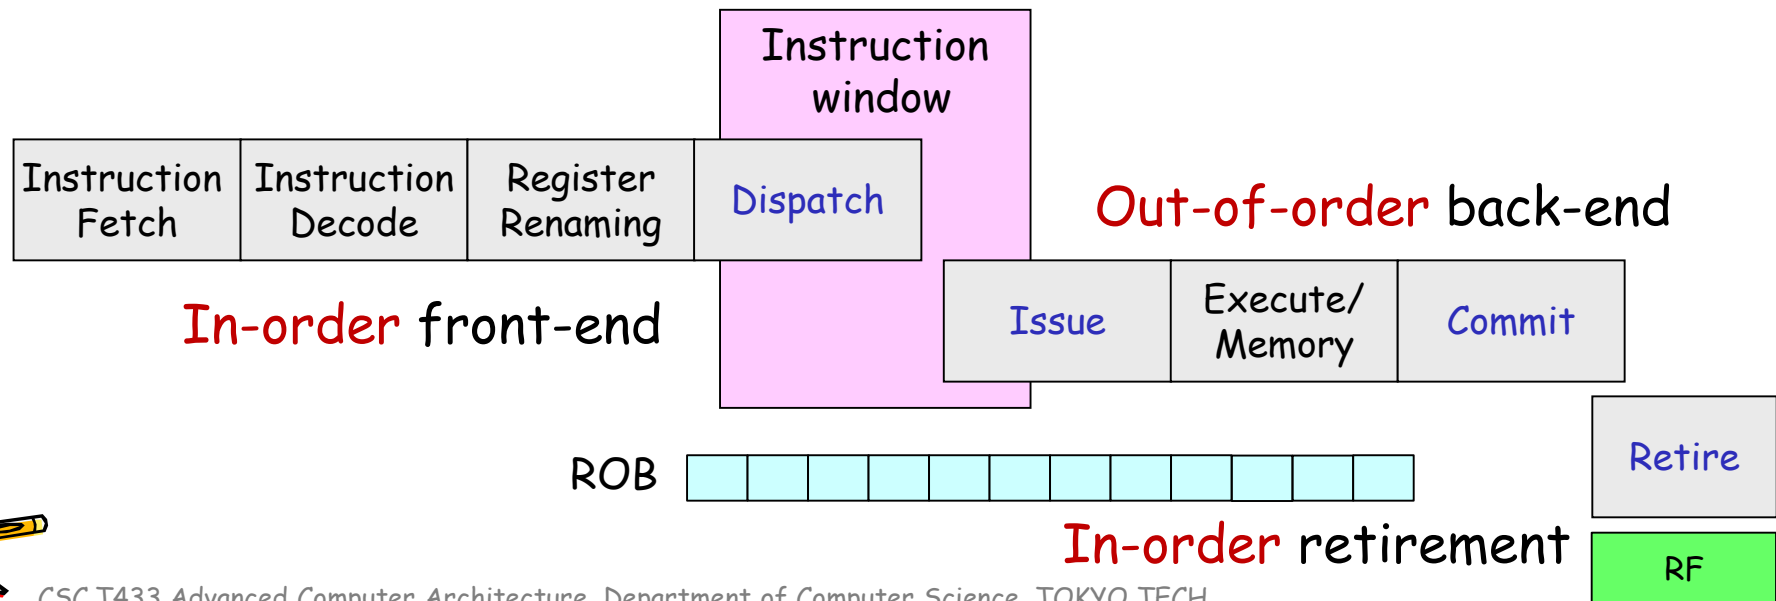 Instruction
window
Instruction
Fetch
Instruction
Decode
Register
Renaming
Dispatch
Out-of-order back-end
In-order front-end
Issue
Execute/
Memory
Commit
ROB
Retire
In-order retirement
RF
CSC.T433 Advanced Computer Architecture, Department of Computer Science, TOKYO TECH